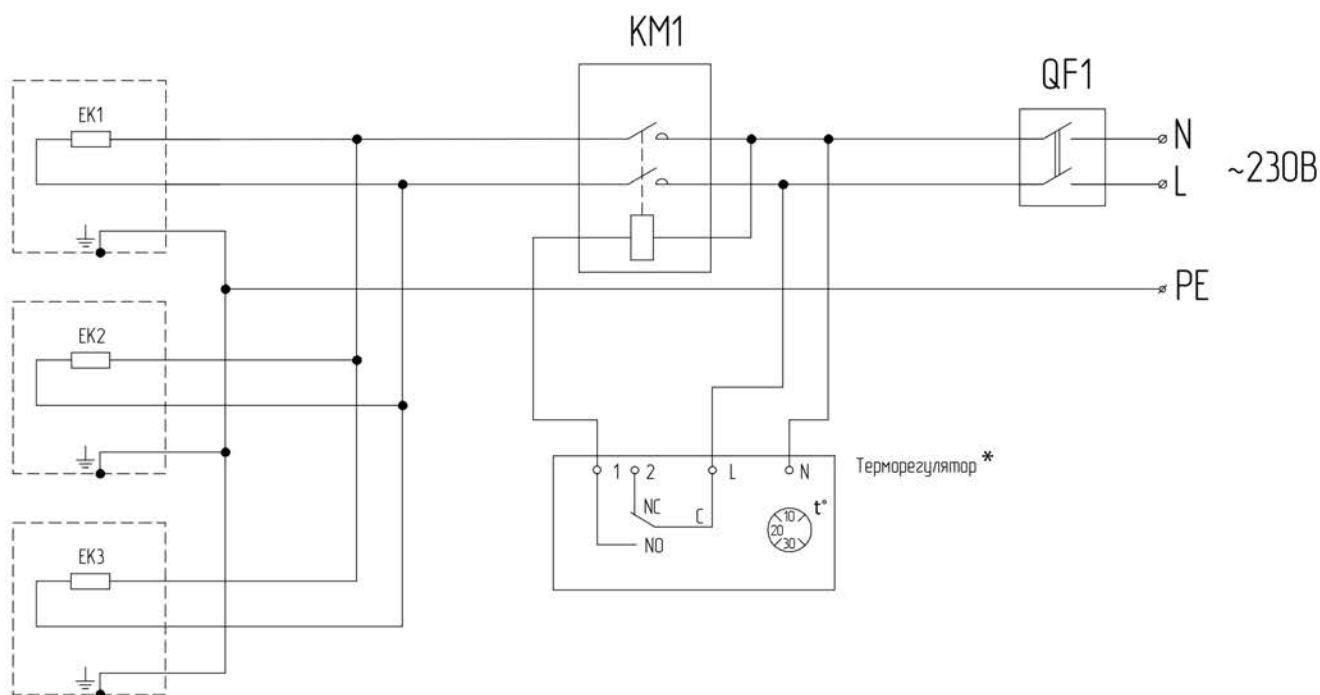 KM1
QF1
EK1
N
L
~230В
PE
EK2
Терморегулятор *
1 2 L N
NC C t°
10
20
30
NO
EK3